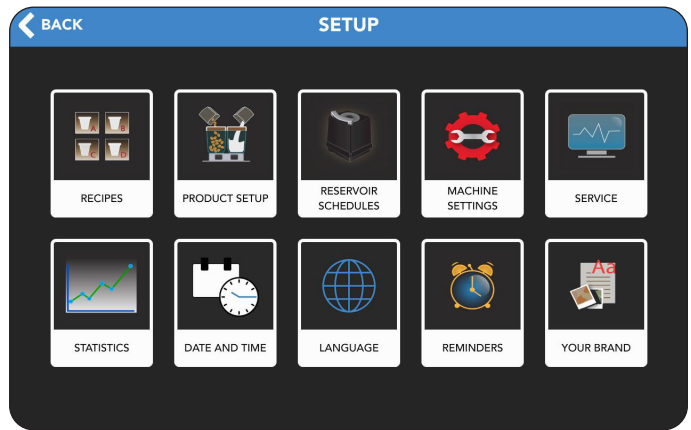 BACK
SETUP
A
B
C
D
RECIPES
PRODUCT SETUP
RESERVOIR
SCHEDULES
MACHINE
SETTINGS
SERVICE
Aa
STATISTICS
DATE AND TIME
LANGUAGE
REMINDERS
YOUR BRAND